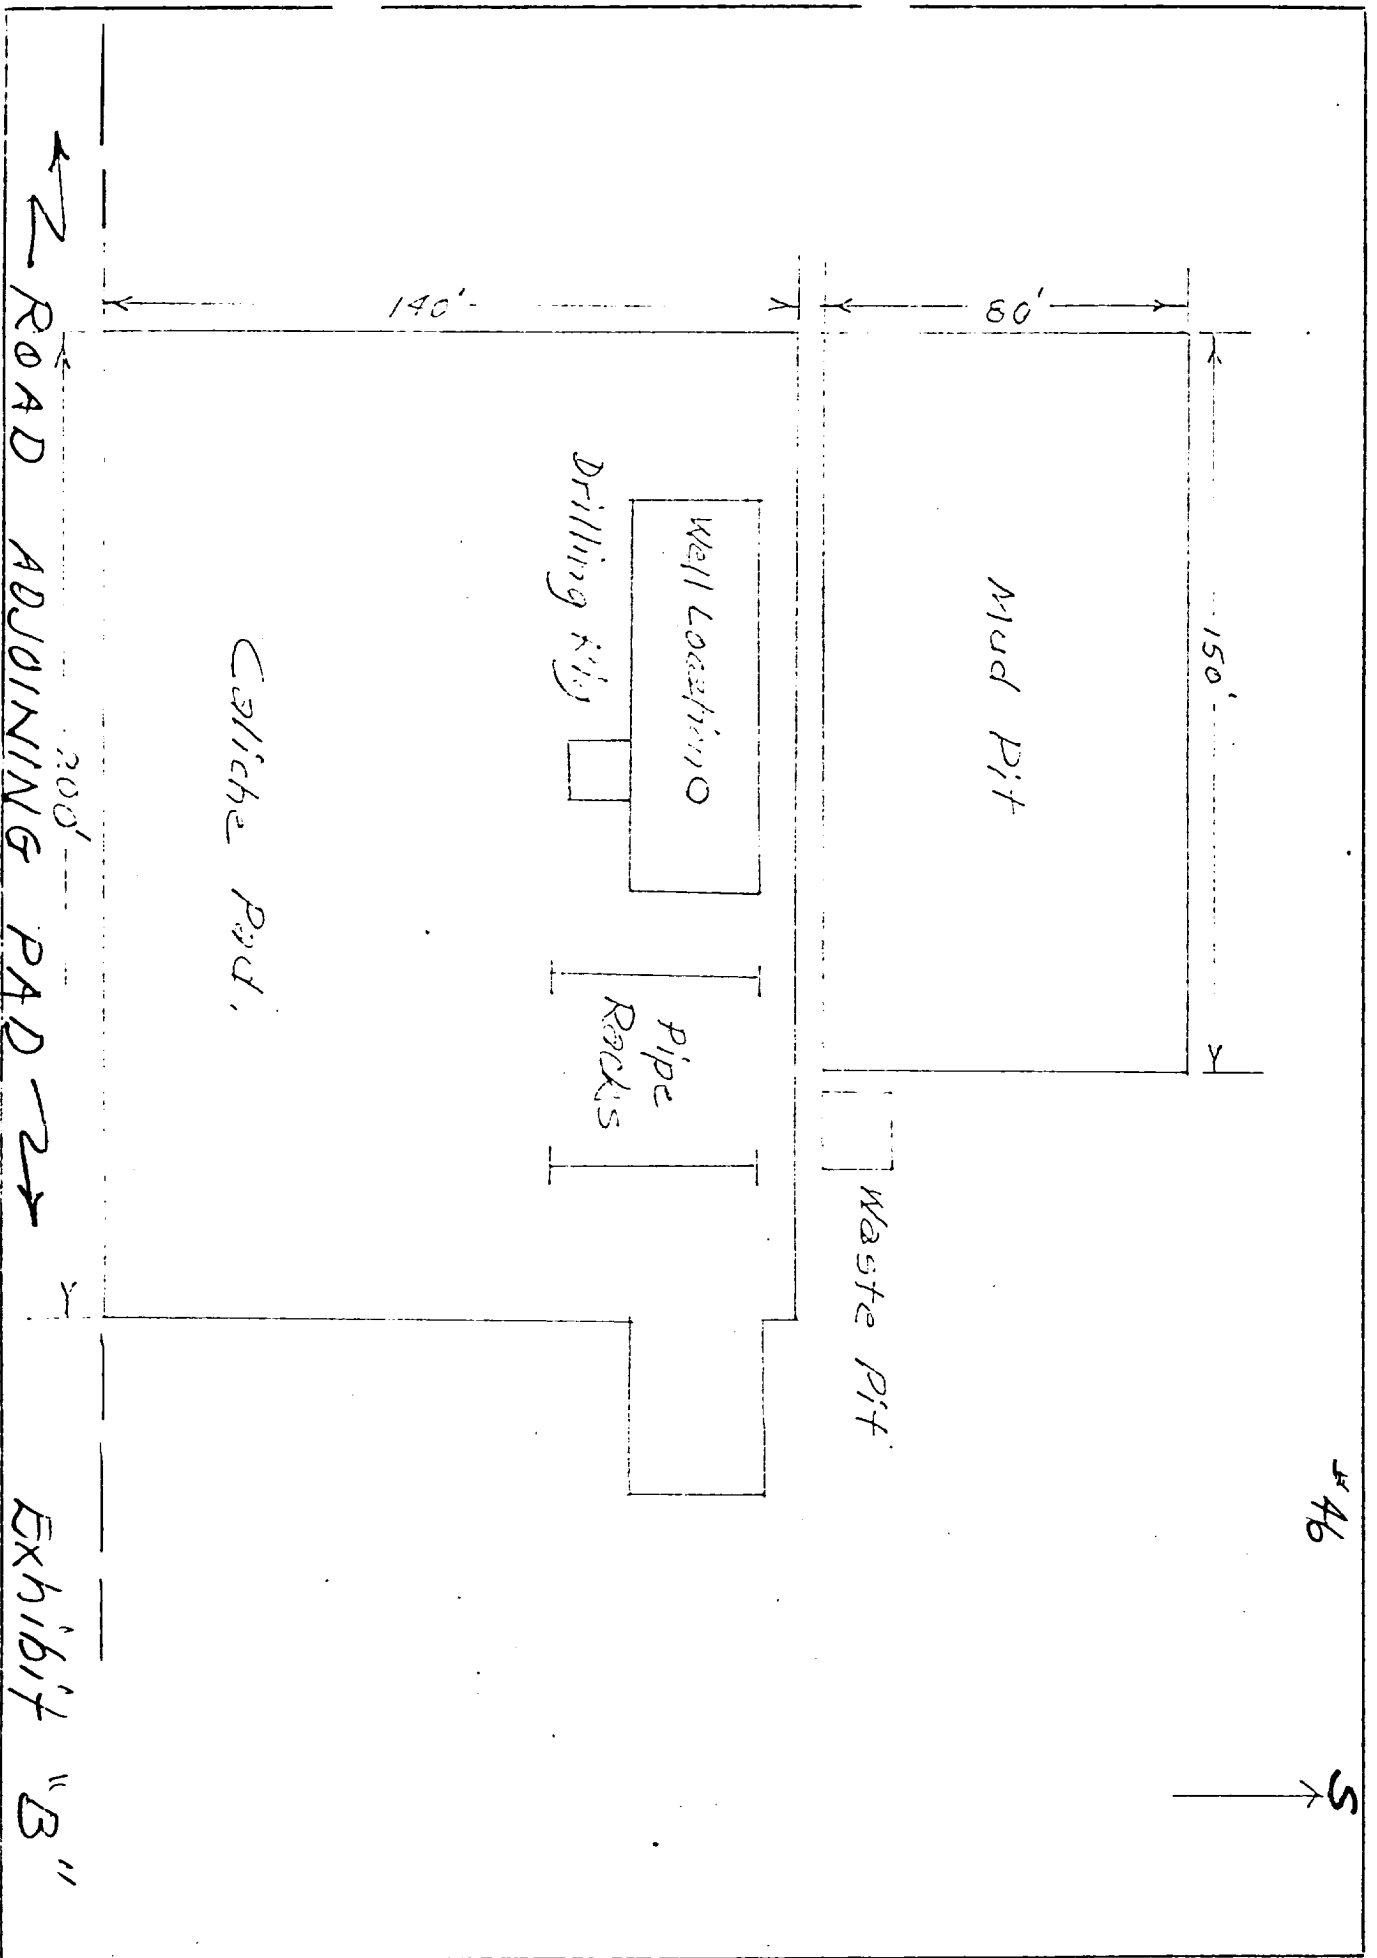 #46
S
150'
80'
Mud Pit
Waste Pit
140'
Well Location
Drilling Rig
Pipe
Racks
Caliche Pad.
200'
ROAD ADJOINING PAD
Exhibit "B"